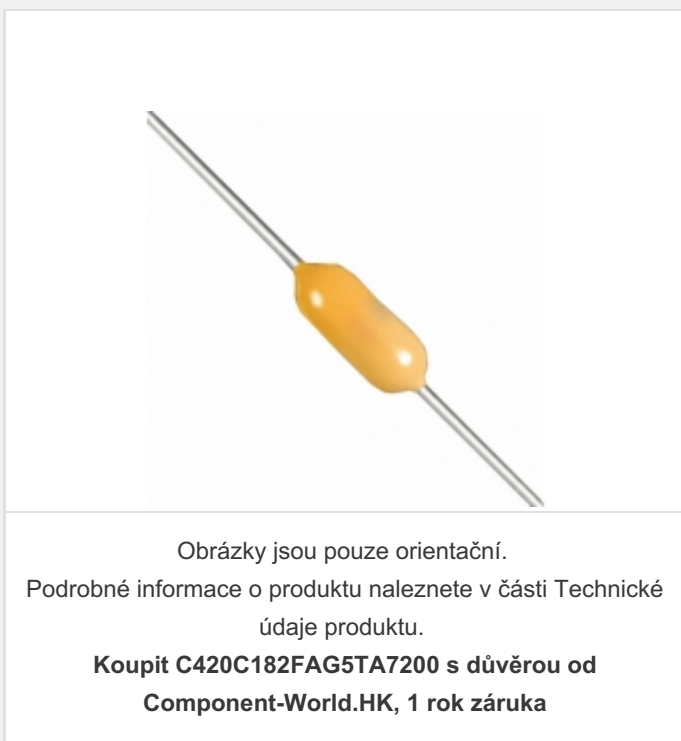 Obrázky jsou pouze orientační.
Podrobné informace o produktu naleznete v části Technické
údaje produktu.
Koupit C420C182FAG5TA7200 s důvěrou od
Component-World.HK, 1 rok záruka